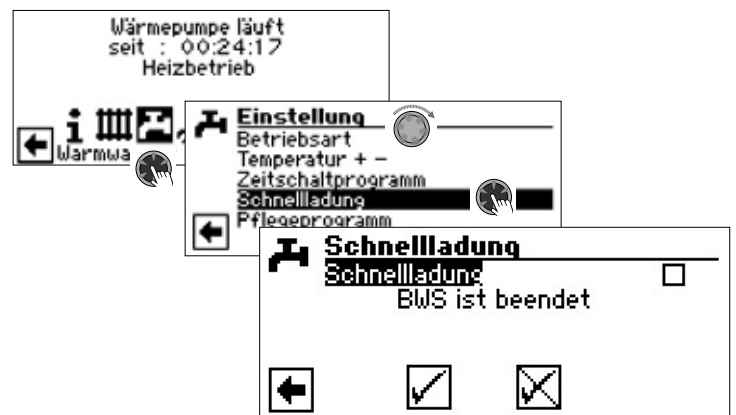 Wärmepumpe läuft
seit : 00:24:17
Heizbetrieb
Warmwa
Einstellung
Betriebsart
Temperatur + −
Zeitschaltprogramm
Schnellladung
Pflegeprogramm
Schnellladung
Schnellladung
BWS ist beendet